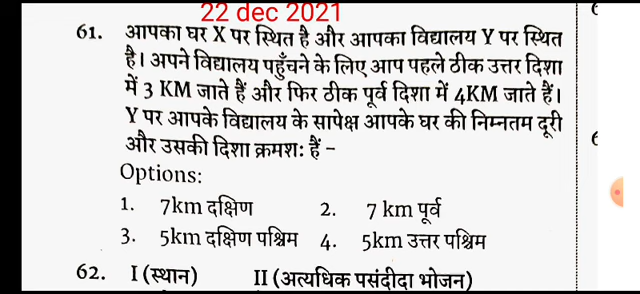 22 dec 2021
61. आपका घर X पर स्थित है और आपका विद्यालय Y पर स्थित
है। अपने विद्यालय पहुँचने के लिए आप पहले ठीक उत्तर दिशा
में 3 KM जाते हैं और फिर ठीक पूर्व दिशा में 4KM जाते हैं।
Y पर आपके विद्यालय के सापेक्ष आपके घर की निम्नतम दूरी
और उसकी दिशा क्रमश: हैं –
Options:
1. 7km दक्षिण 2. 7 km पूर्व
3. 5km दक्षिण पश्चिम 4. 5km उत्तर पश्चिम
62. I (स्थान) II (अत्यधिक पसंदीदा भोजन)